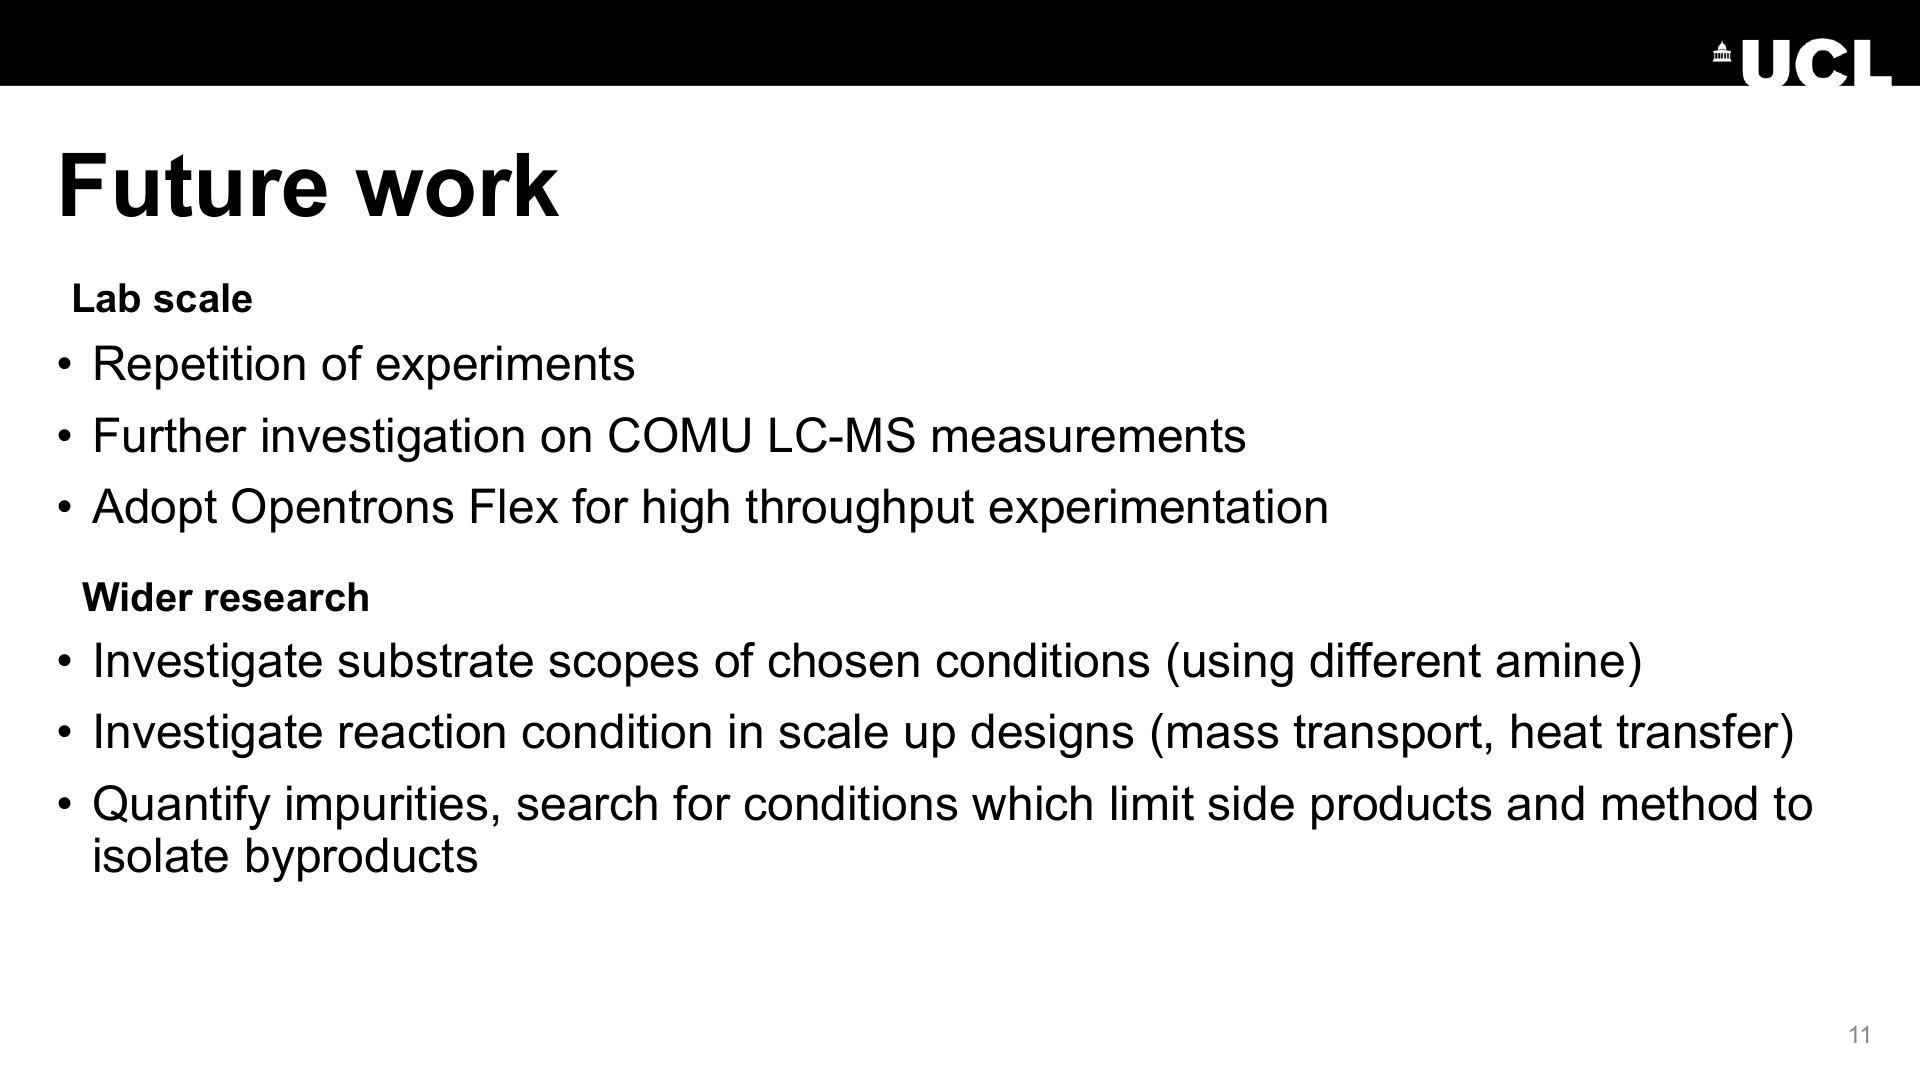 UCL
Future work
Lab scale
• Repetition of experiments
• Further investigation on COMU LC-MS measurements
• Adopt Opentrons Flex for high throughput experimentation
Wider research
• Investigate substrate scopes of chosen conditions (using different amine)
• Investigate reaction condition in scale up designs (mass transport, heat transfer)
• Quantify impurities, search for conditions which limit side products and method to
isolate byproducts
11